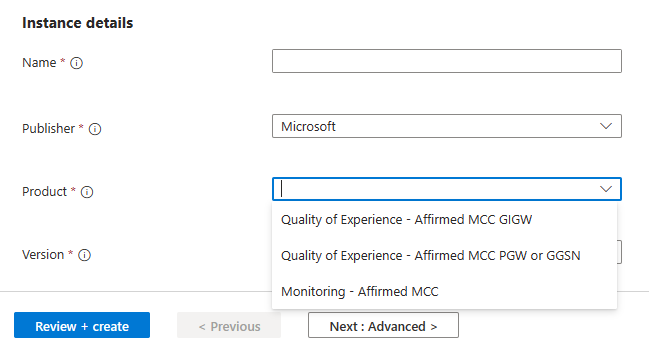 Instance details
Name *
Publisher *
Microsoft
Product *
Quality of Experience - Affirmed MCC GIGW
Quality of Experience - Affirmed MCC PGW or GGSN
Version *
Monitoring - Affirmed MCC
Review + create
< Previous
Next : Advanced >